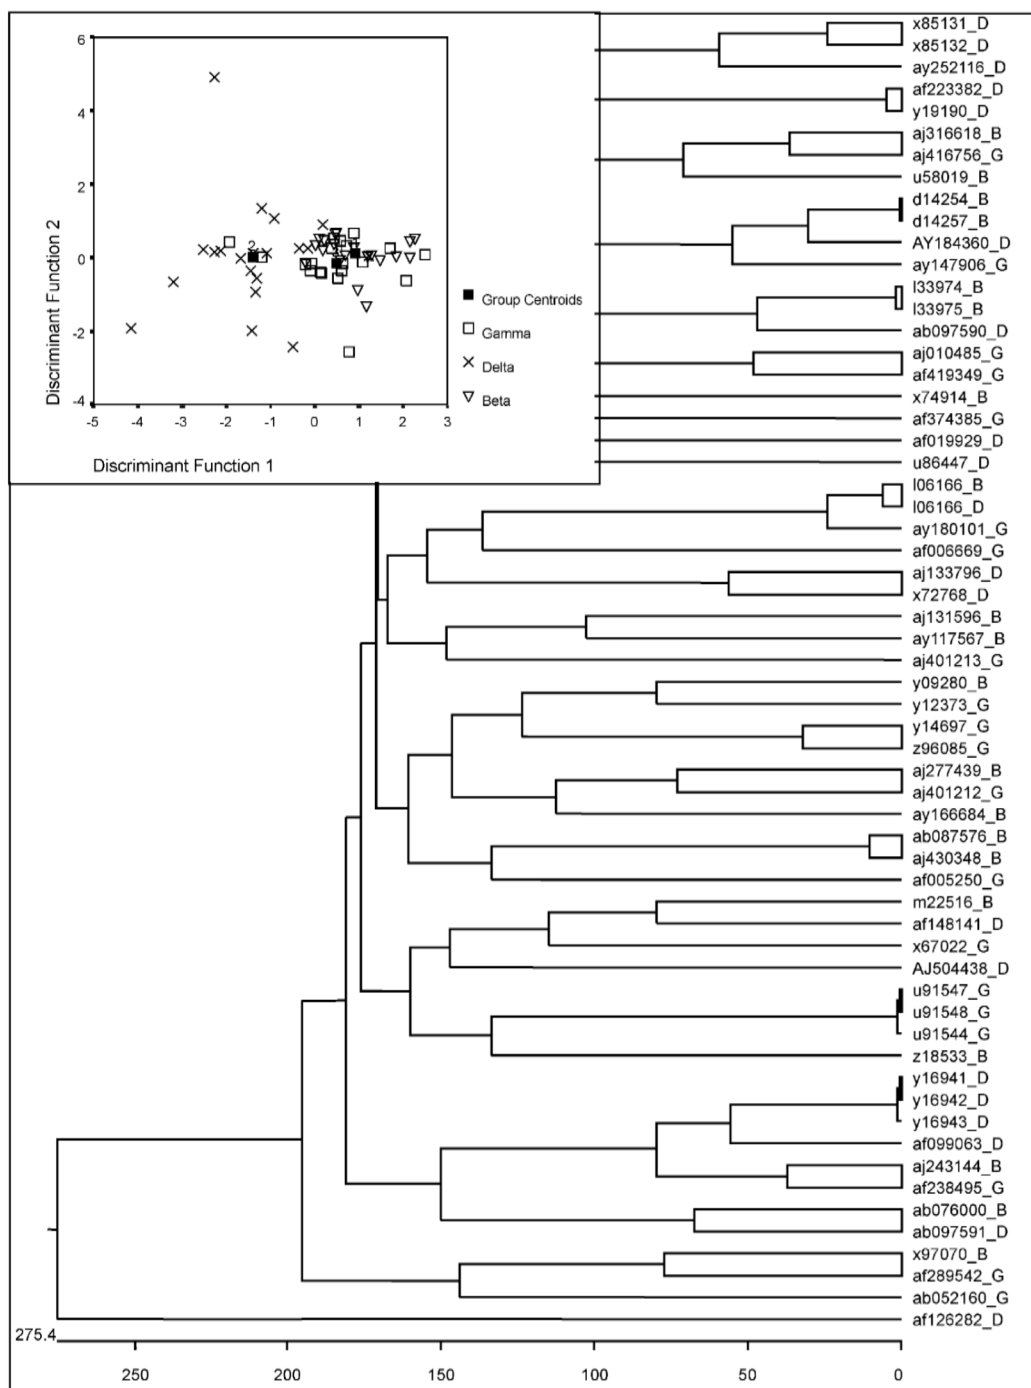 6
4
2
0
-2
-4
Discriminant Function 2
2
-5 -4 -3 -2 -1 0 1 2 3
Discriminant Function 1
Group Centroids
Gamma
Delta
Beta
x85131_D
x85132_D
ay252116_D
af223382_D
y19190_D
aj316618_B
aj416756_G
u58019_B
d14254_B
d14257_B
AY184360_D
ay147906_G
l33974_B
l33975_B
ab097590_D
aj010485_G
af419349_G
x74914_B
af374385_G
af019929_D
u86447_D
l06166_B
l06166_D
ay180101_G
af006669_G
aj133796_D
x72768_D
aj131596_B
ay117567_B
aj401213_G
y09280_B
y12373_G
y14697_G
z96085_G
aj277439_B
aj401212_G
ay166684_B
ab087576_B
aj430348_B
af005250_G
m22516_B
af148141_D
x67022_G
AJ504438_D
u91547_G
u91548_G
u91544_G
z18533_B
y16941_D
y16942_D
y16943_D
af099063_D
aj243144_B
af238495_G
ab076000_B
ab097591_D
x97070_B
af289542_G
ab052160_G
af126282_D
275.4
250 200 150 100 50 0